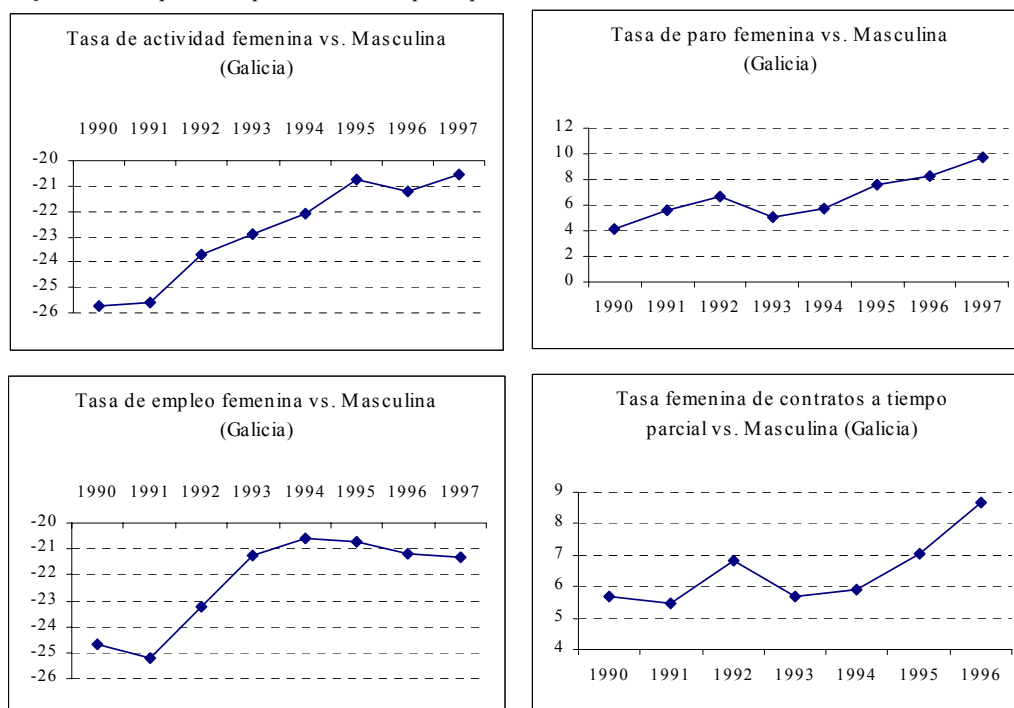 Tasa de actividad femenina vs. Masculina
(Galicia)
1990 1991 1992 1993 1994 1995 1996 1997
-20
-21
-22
-23
-24
-25
-26
Tasa de paro femenina vs. Masculina
(Galicia)
12
10
8
6
4
2
0
1990 1991 1992 1993 1994 1995 1996 1997
Tasa de empleo femenina vs. Masculina
(Galicia)
1990 1991 1992 1993 1994 1995 1996 1997
-20
-21
-22
-23
-24
-25
-26
Tasa femenina de contratos a tiempo
parcial vs. Masculina (Galicia)
9
8
7
6
5
4
1990 1991 1992 1993 1994 1995 1996